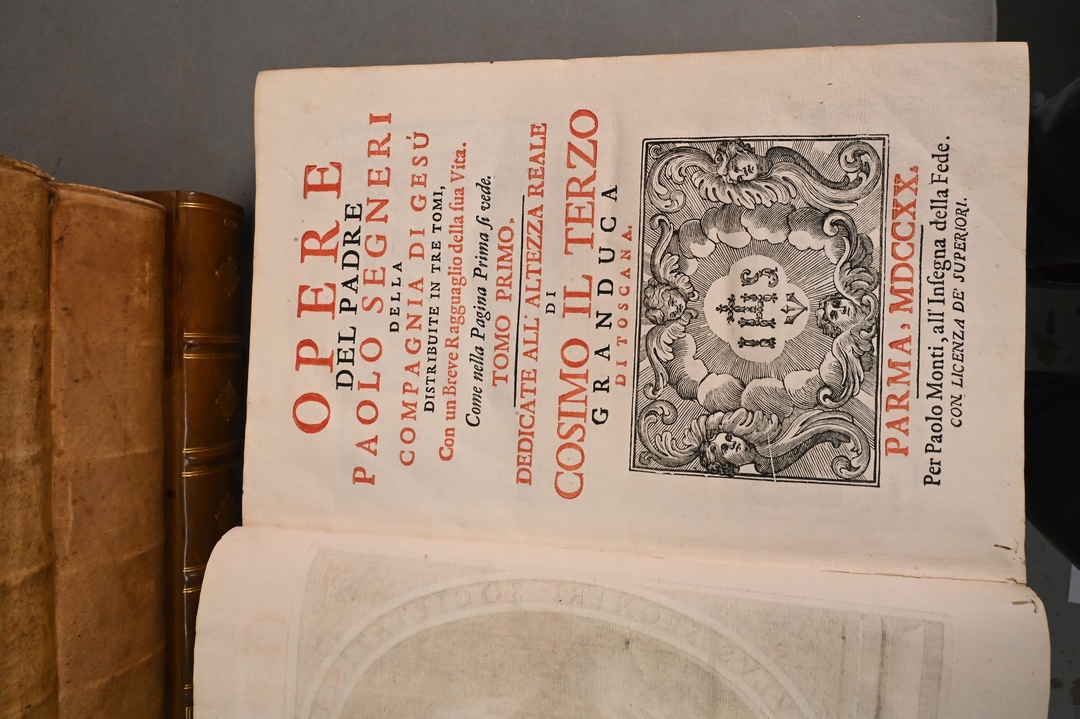 OPERE
DEL PADRE
PAOLO SEGNERI
DELLA
COMPAGNIA DI GESÚ
DISTRIBUITE IN TRE TOMI,
Con un Breve Ragguaglio della ſua Vita.
Come nella Pagina Prima ſi vede.
TOMO PRIMO,
DEDICATE ALL' ALTEZZA REALE
DI
COSIMO IL TERZO
GRANDUCA
DI TOSCANA.
IHS
PARMA, MDCCXX.
Per Paolo Monti, all'Inſegna della Fede.
CON LICENZA DE' SUPERIORI.